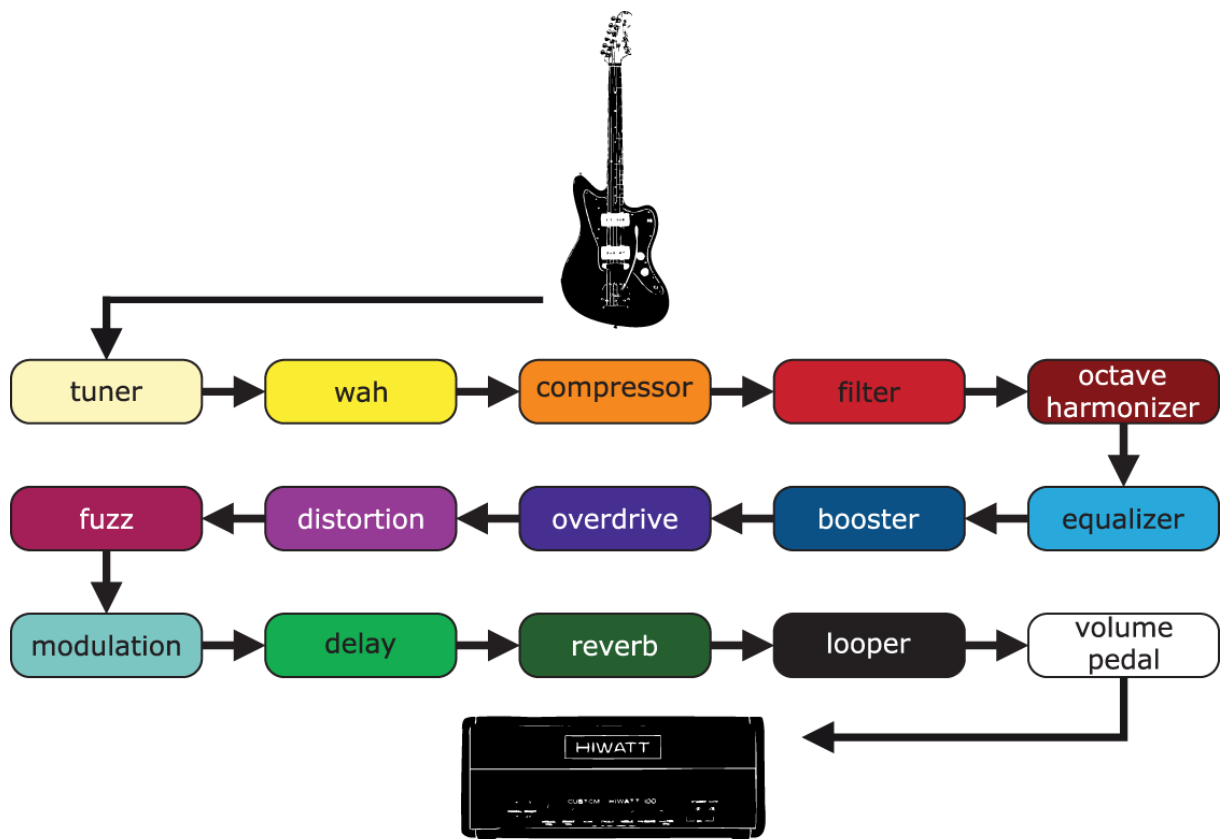 tuner
wah
compressor
filter
octave
harmonizer
fuzz
distortion
overdrive
booster
equalizer
modulation
delay
reverb
looper
volume
pedal
HIWATT
CUSTOM HIWATT 100